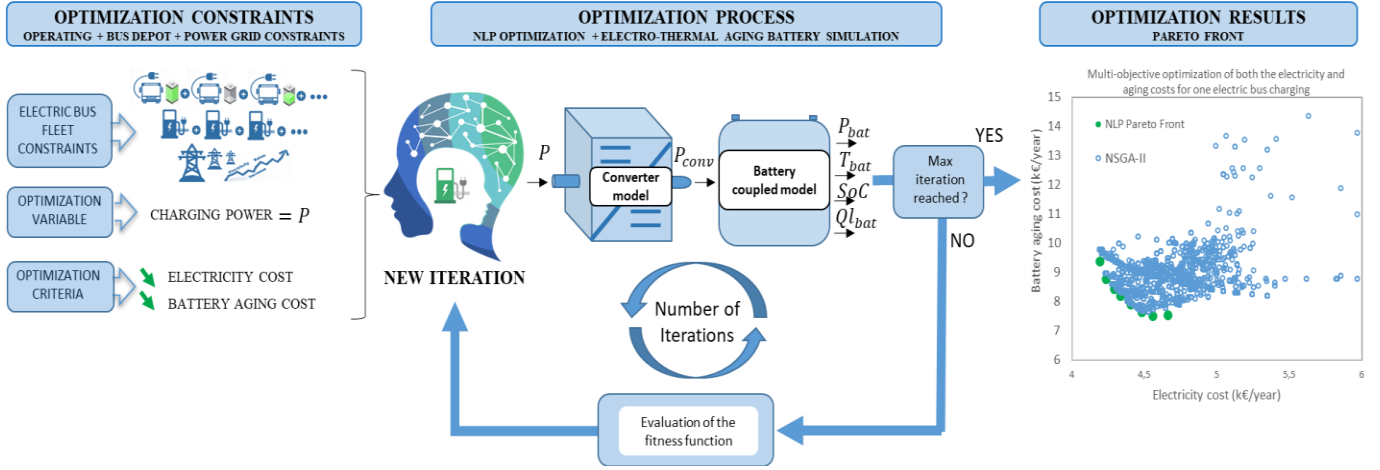 OPTIMIZATION CONSTRAINTS
OPERATING + BUS DEPOT + POWER GRID CONSTRAINTS
ELECTRIC BUS
FLEET
CONSTRAINTS
+ + + •••
+ + + •••
OPTIMIZATION
VARIABLE
CHARGING POWER = P
OPTIMIZATION
CRITERIA
ELECTRICITY COST
BATTERY AGING COST
OPTIMIZATION PROCESS
NLP OPTIMIZATION + ELECTRO-THERMAL AGING BATTERY SIMULATION
NEW ITERATION
P
Converter
model
P_conv
Battery
coupled model
P_bat
T_bat
SoC
Ql_bat
Max
iteration
reached ?
YES
NO
Number of
Iterations
Evaluation of the
fitness function
OPTIMIZATION RESULTS
PARETO FRONT
Multi-objective optimization of both the electricity and
aging costs for one electric bus charging
NLP Pareto Front
NSGA-II
Battery aging cost (k€/year)
15
14
13
12
11
10
9
8
7
6
4
4,5
5
5,5
6
Electricity cost (k€/year)